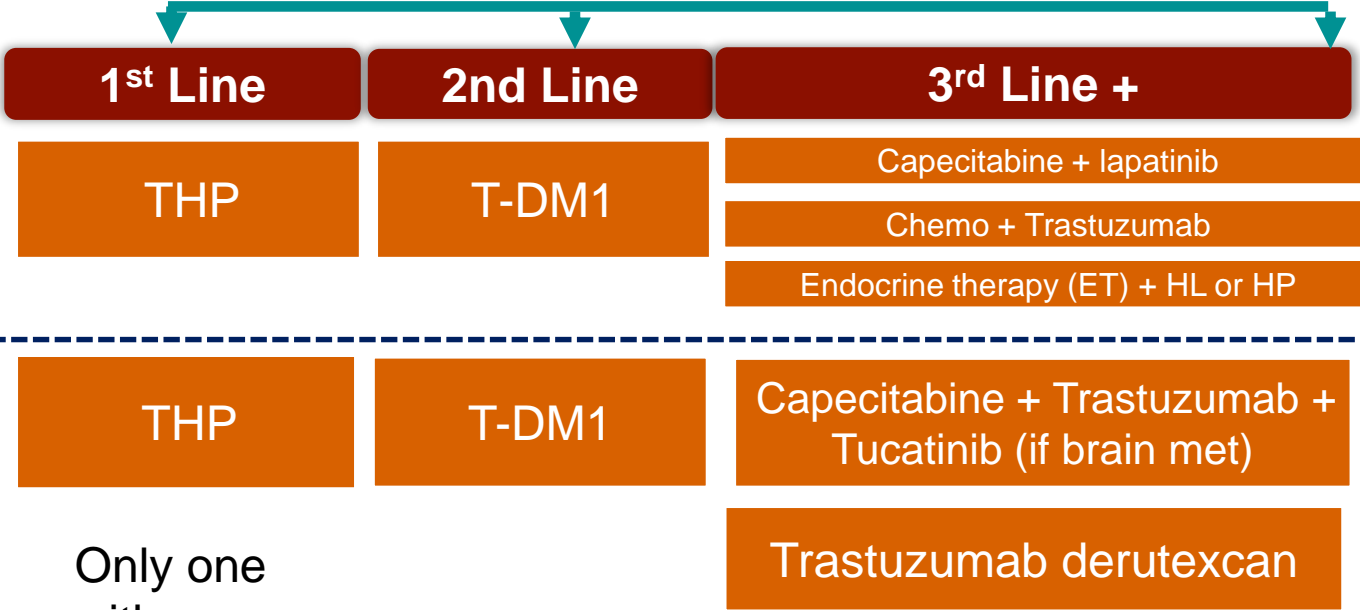 1st Line
2nd Line
3rd Line +
THP
T-DM1
Capecitabine + lapatinib
Chemo + Trastuzumab
Endocrine therapy (ET) + HL or HP
THP
T-DM1
Capecitabine + Trastuzumab +
Tucatinib (if brain met)
Trastuzumab derutexcan
Only one